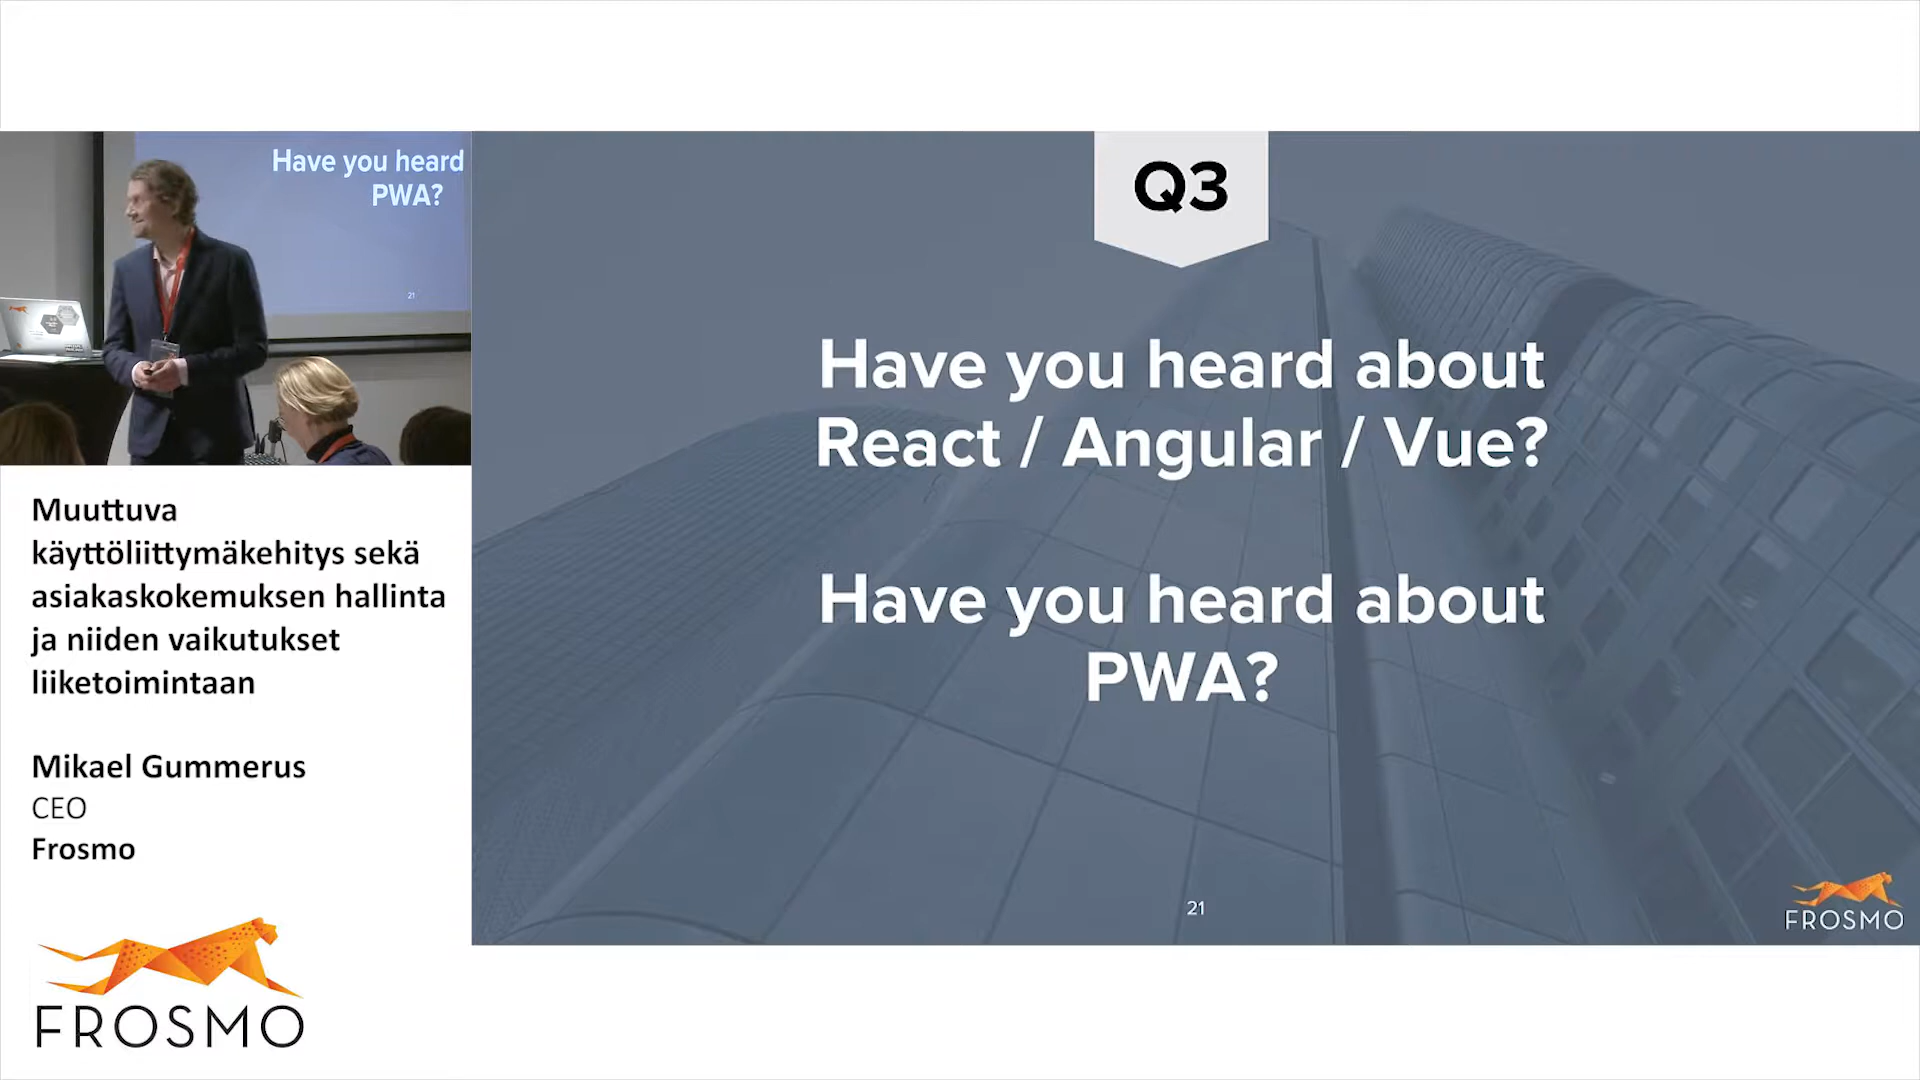 Have you heard
PWA?
21
Muuttuva
käyttöliittymäkehitys sekä
asiakaskokemuksen hallinta
ja niiden vaikutukset
liiketoimintaan
Mikael Gummerus
CEO
Frosmo
FROSMO
Q3
Have you heard about
React / Angular / Vue?
Have you heard about
PWA?
21
FROSMO